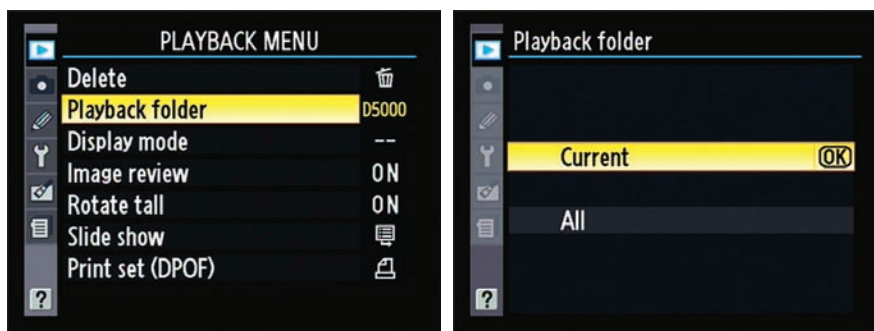 PLAYBACK MENU
Delete
Playback folder D5000
Display mode --
Image review ON
Rotate tall ON
Slide show
Print set (DPOF)
?
Playback folder
Current OK
All
?